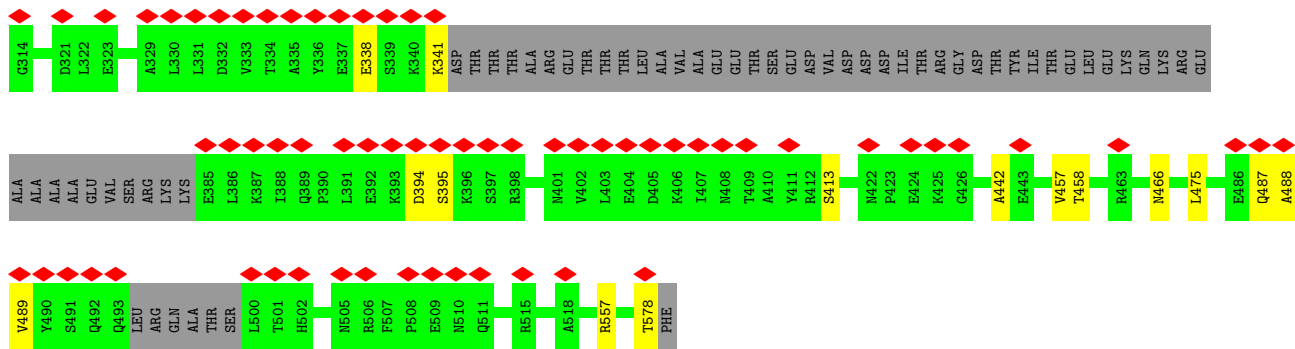 G314 D321 L322 E323 A329 L330 L331 D332 V333 T334 A335 Y336 E337 E338 S339 K340 K341 ASP THR THR THR ALA ARG GLU THR THR THR LEU ALA VAL ALA GLU GLU THR SER GLU ASP VAL ASP ASP ASP ILE THR ARG GLY ASP THR TYR ILE THR GLU LEU GLU LYS GLN LYS ARG GLU
ALA ALA ALA ALA GLU VAL SER ARG LYS LYS E385 L386 K387 I388 Q389 P390 L391 E392 K393 D394 S395 K396 S397 R398 N401 V402 L403 E404 D405 K406 I407 N408 T409 A410 Y411 R412 S413 N422 P423 E424 K425 G426 A442 E443 V457 T458 R463 N466 L475 E486 Q487 A488
V489 Y490 S491 Q492 Q493 LEU ARG GLN ALA THR SER L500 T501 H502 N505 R506 F507 P508 E509 N510 Q511 R515 A518 R557 T578 PHE